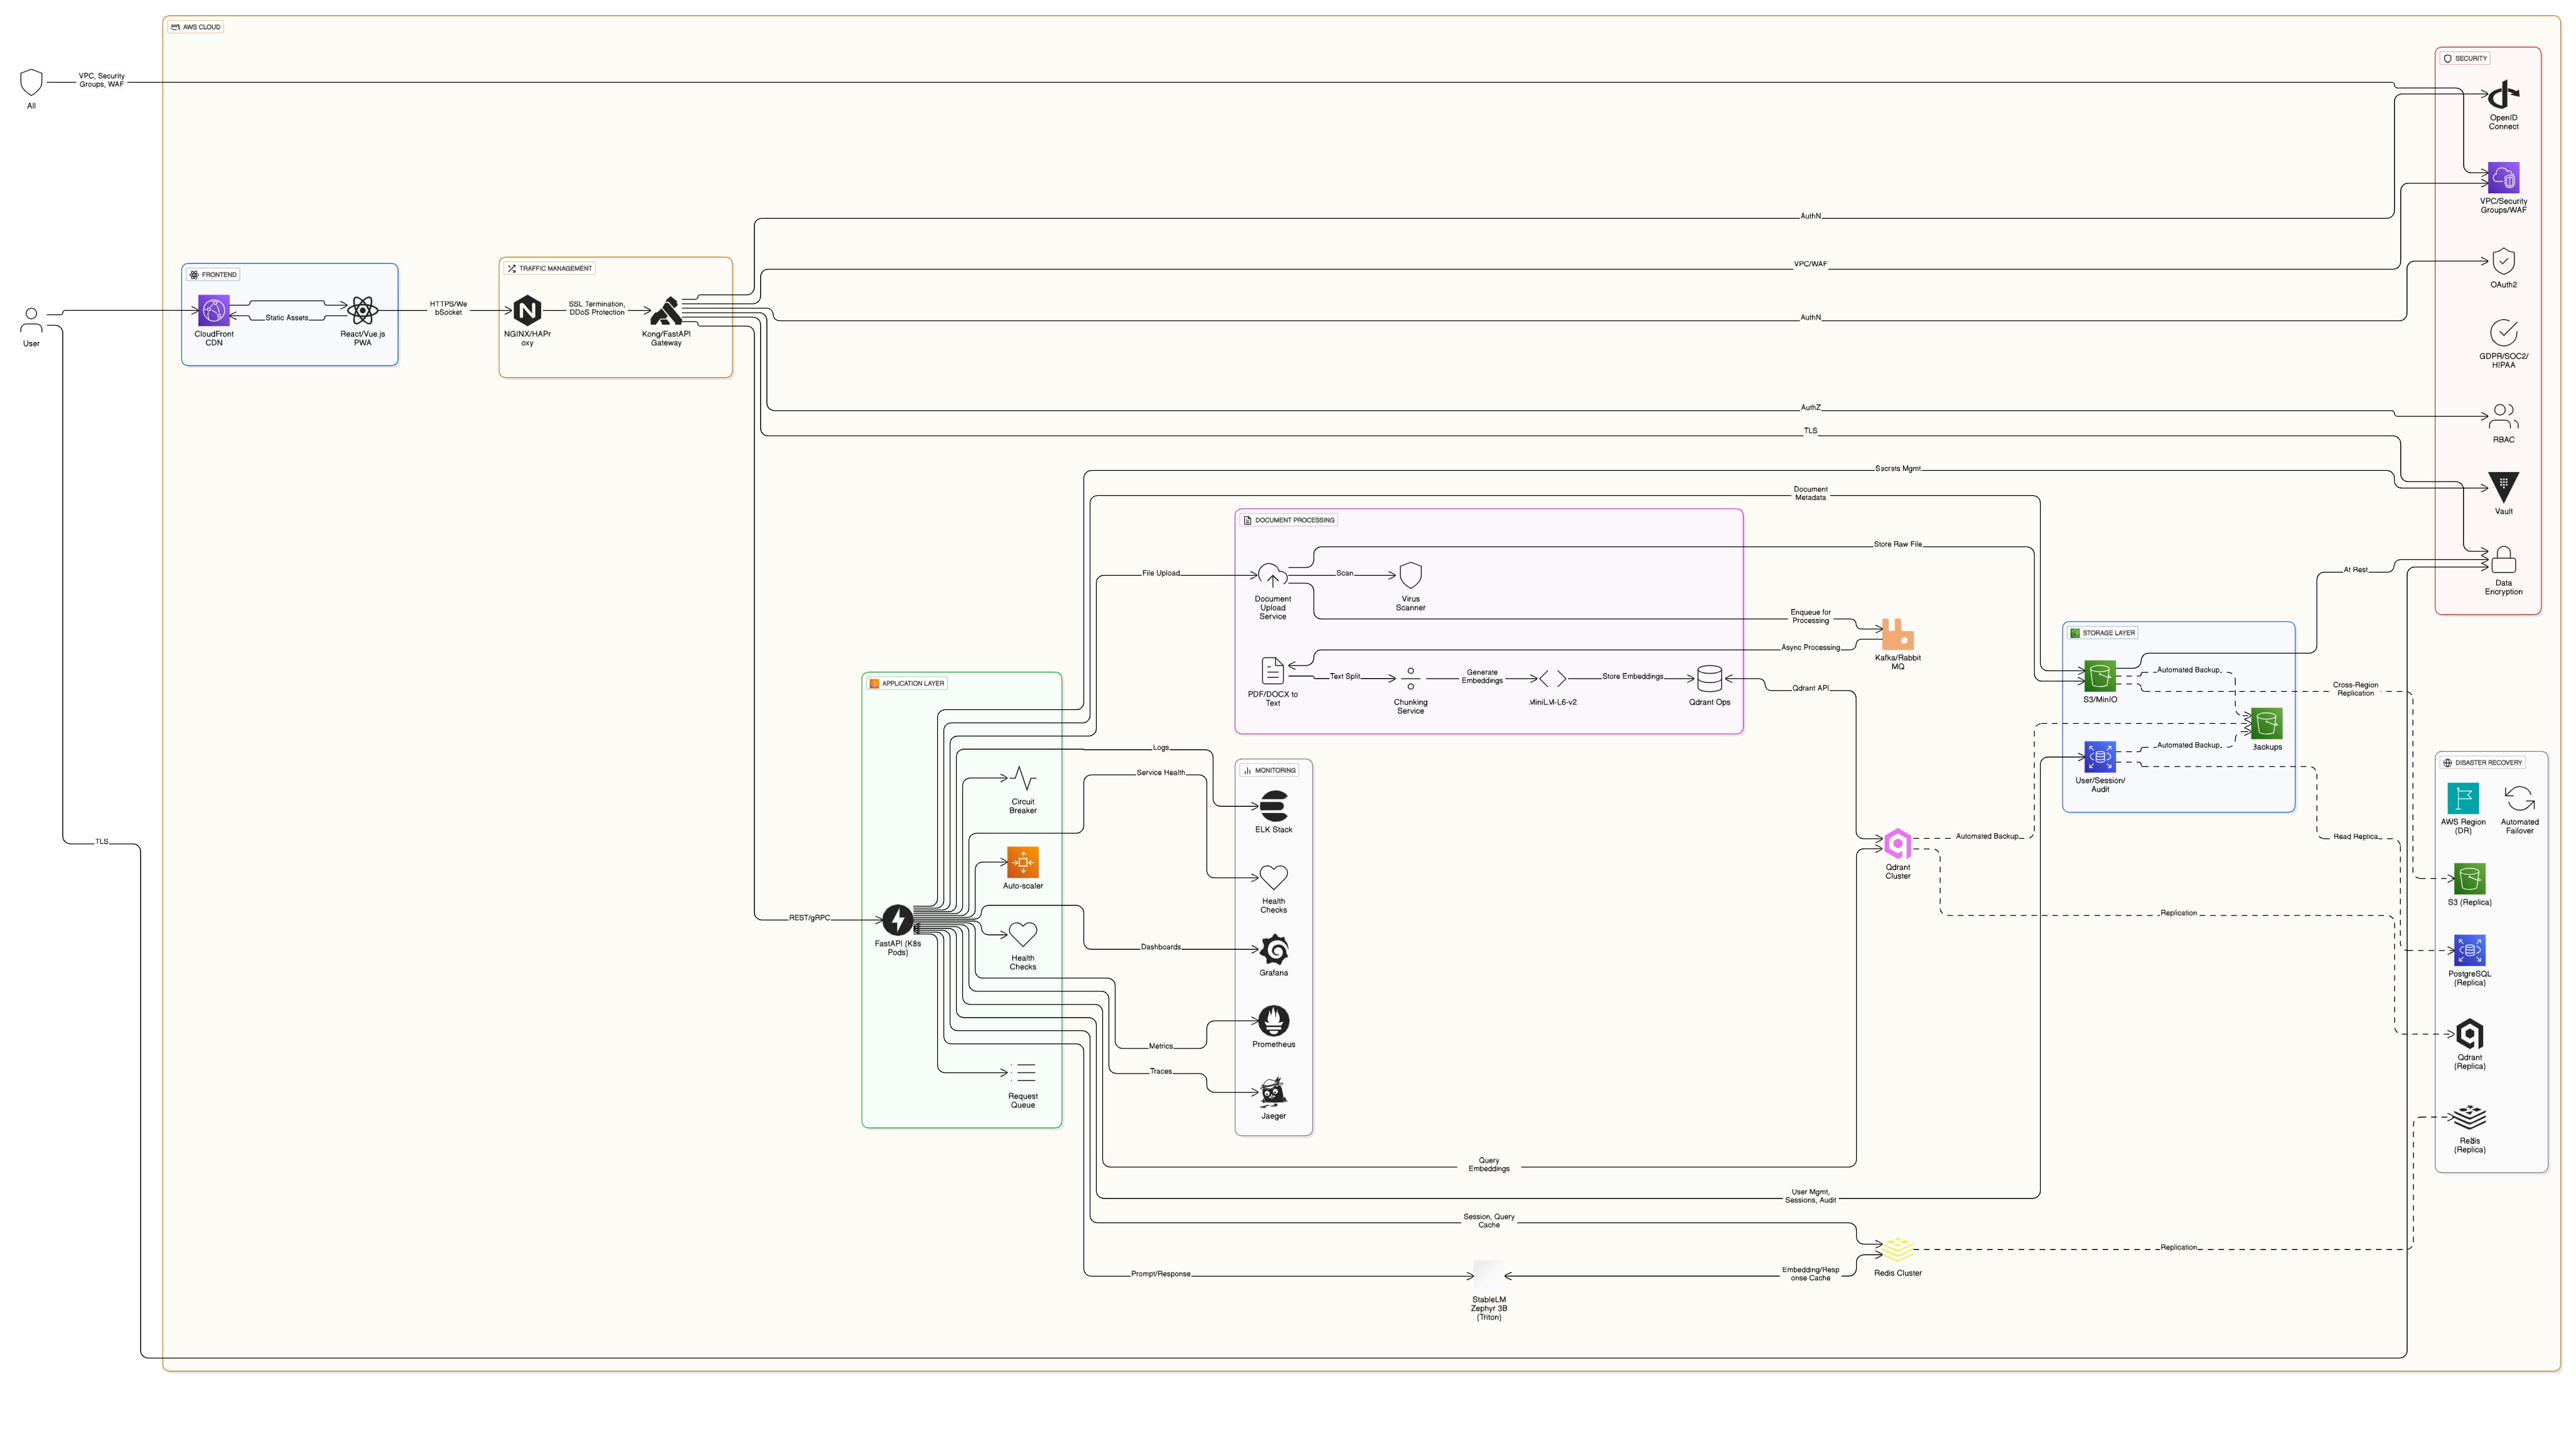 AWS CLOUD
VPC, Security
Groups, WAF
All
SECURITY
OpenID
Connect
VPC/Security
Groups/WAF
AuthN
VPC/WAF
OAuth2
FRONTEND
CloudFront
CDN
Static Assets
React/Vue.js
PWA
HTTPS/We
bSocket
TRAFFIC MANAGEMENT
NGINX/HAPr
oxy
SSL Termination,
DDoS Protection
Kong/FastAPI
Gateway
User
AuthN
GDPR/SOC2/
HIPAA
AuthZ
RBAC
TLS
Secrets Mgmt
Document
Metadata
Vault
DOCUMENT PROCESSING
Store Raw File
File Upload
Document
Upload
Service
Scan
Virus
Scanner
Enqueue for
Processing
Async Processing
Kafka/Rabbit
MQ
At Rest
Data
Encryption
PDF/DOCX to
Text
Text Split
Chunking
Service
Generate
Embeddings
MiniLM-L6-v2
Store Embeddings
Qdrant Ops
Qdrant API
STORAGE LAYER
S3/MinIO
Automated Backup
Cross-Region
Replication
Backups
Automated Backup
User/Session/
Audit
APPLICATION LAYER
Circuit
Breaker
Auto-scaler
Health
Checks
Request
Queue
REST/gRPC
FastAPI (K8s
Pods)
Logs
Service Health
Dashboards
Metrics
Traces
MONITORING
ELK Stack
Health
Checks
Grafana
Prometheus
Jaeger
TLS
Qdrant
Cluster
Automated Backup
Read Replica
Replication
DISASTER RECOVERY
AWS Region
(DR)
Automated
Failover
S3 (Replica)
PostgreSQL
(Replica)
Qdrant
(Replica)
Redis
(Replica)
Query
Embeddings
User Mgmt,
Sessions, Audit
Session, Query
Cache
Prompt/Response
StableLM
Zephyr 3B
(Triton)
Embedding/Resp
onse Cache
Redis Cluster
Replication